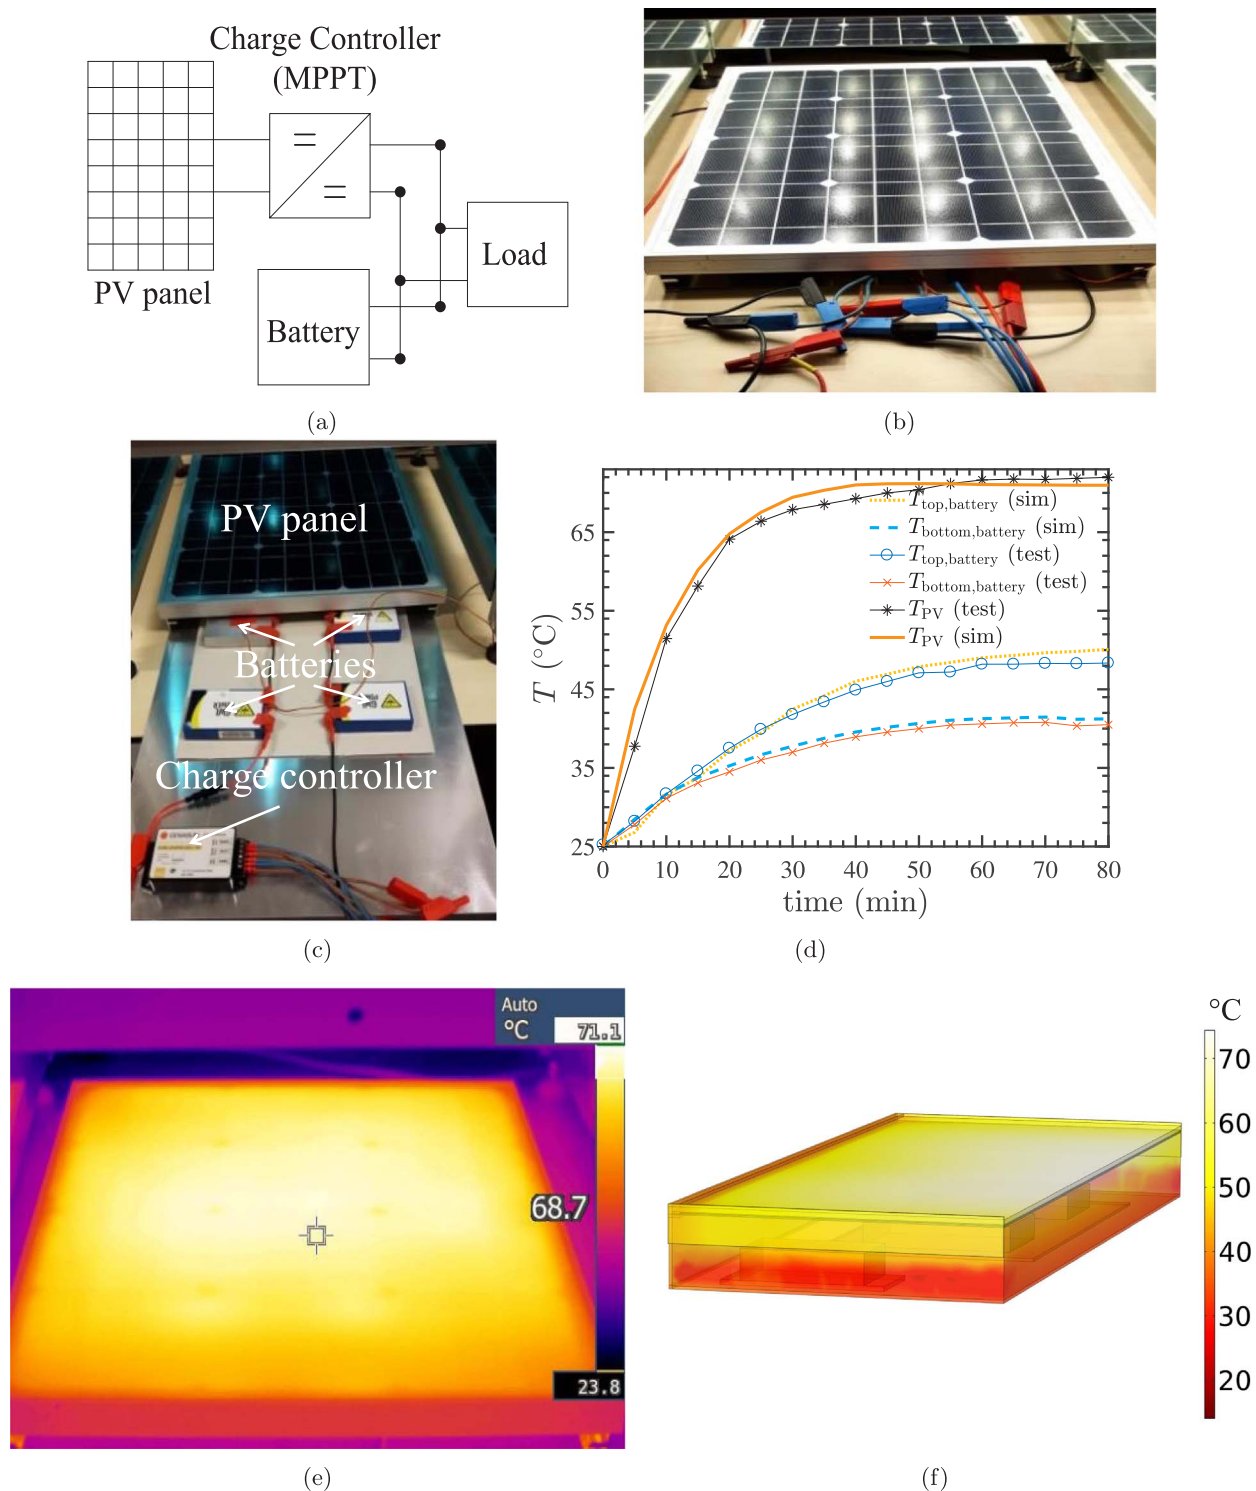 Charge Controller
(MPPT)
PV panel
Battery
Load
(a)
(b)
PV panel
Batteries
Charge controller
(c)
T (°C)
65
55
45
35
25
0 10 20 30 40 50 60 70 80
time (min)
T_top,battery (sim)
T_bottom,battery (sim)
T_top,battery (test)
T_bottom,battery (test)
T_PV (test)
T_PV (sim)
(d)
Auto
°C 71.1
68.7
23.8
(e)
°C
70
60
50
40
30
20
(f)